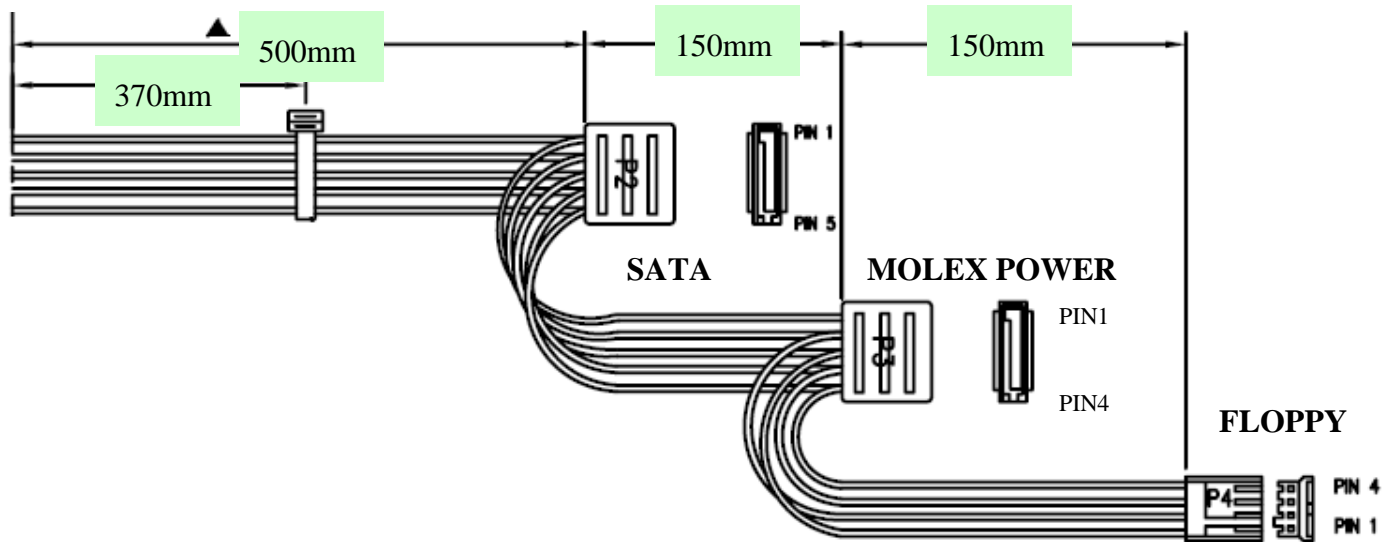 500mm
150mm
150mm
370mm
P2
PIN 1
PIN 5
SATA
MOLEX POWER
P3
PIN1
PIN4
FLOPPY
P4
PIN 4
PIN 1